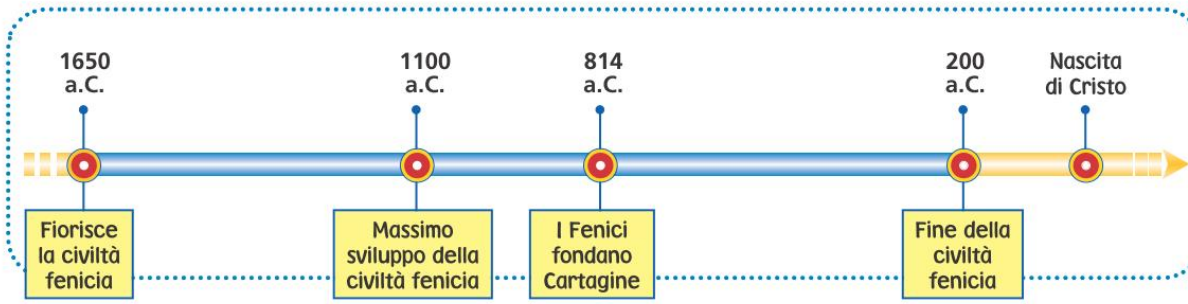 1650
a.C.
1100
a.C.
814
a.C.
200
a.C.
Nascita
di Cristo
Fiorisce
la civiltà
fenicia
Massimo
sviluppo della
civiltà fenicia
I Fenici
fondano
Cartagine
Fine della
civiltà
fenicia